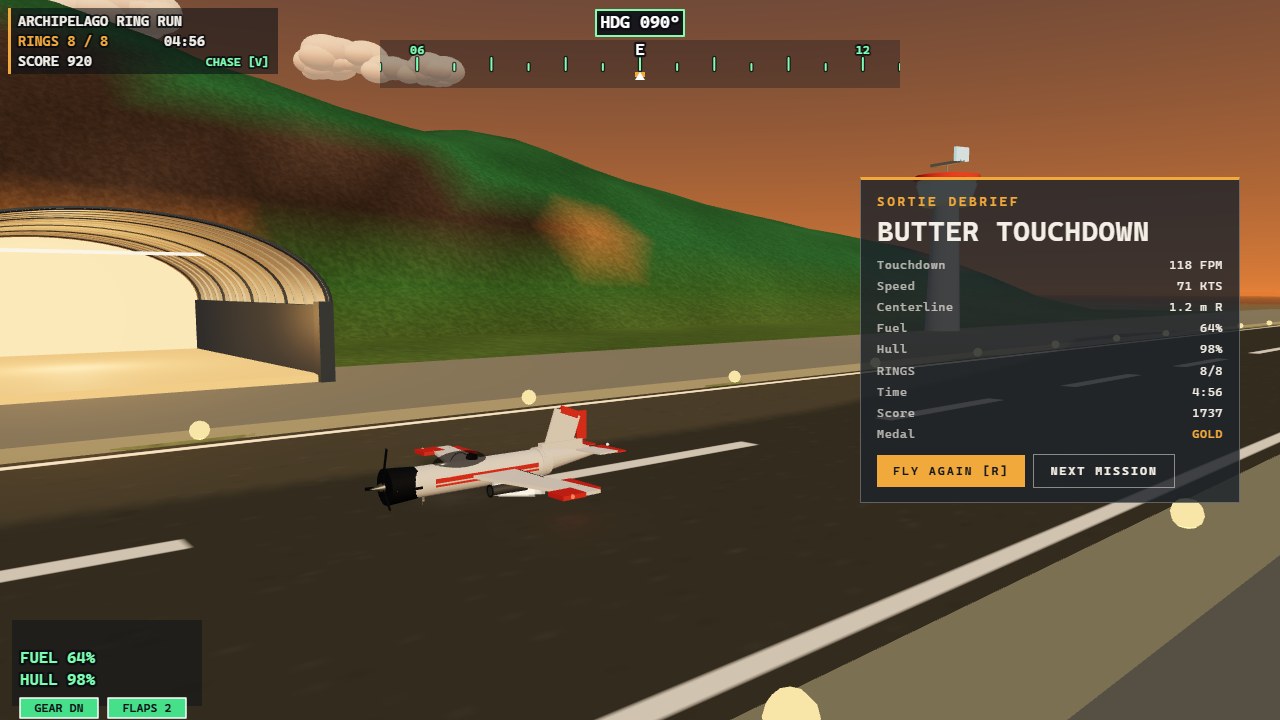 ARCHIPELAGO RING RUN
RINGS 8 / 8 04:56
SCORE 920 CHASE [V]
HDG 090°
06 E 12
SORTIE DEBRIEF
BUTTER TOUCHDOWN
Touchdown 118 FPM
Speed 71 KTS
Centerline 1.2 m R
Fuel 64%
Hull 98%
RINGS 8/8
Time 4:56
Score 1737
Medal GOLD
FLY AGAIN [R] NEXT MISSION
FUEL 64%
HULL 98%
GEAR DN FLAPS 2